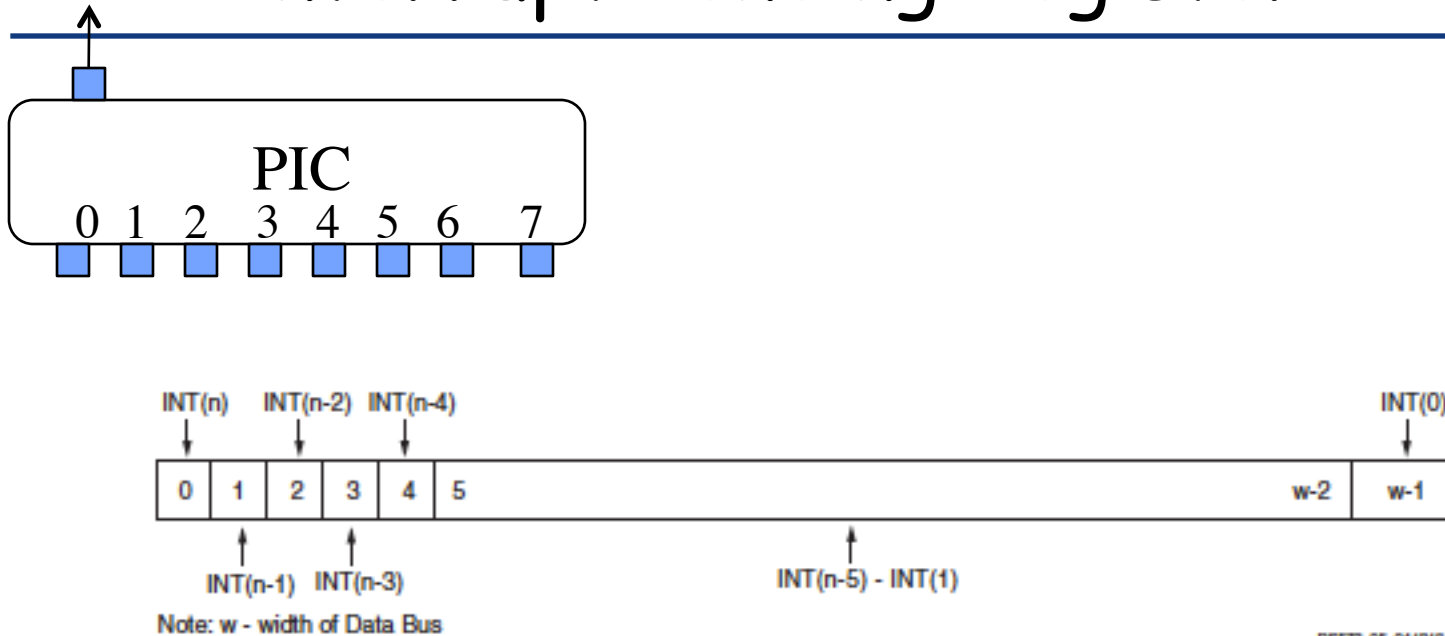 PIC
0 1 2 3 4 5 6 7
INT(n) INT(n-2) INT(n-4) INT(0)
0 1 2 3 4 5 w-2 w-1
INT(n-1) INT(n-3) INT(n-5) - INT(1)
Note: w - width of Data Bus